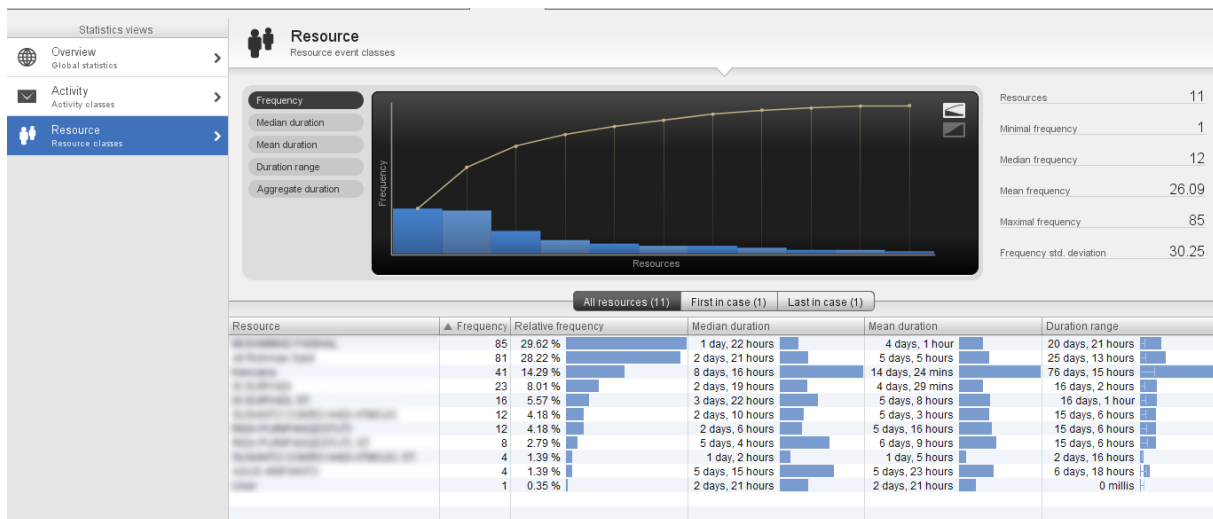 Statistics views
Overview
Global statistics
Activity
Activity classes
Resource
Resource classes
Resource
Resource event classes
Frequency
Median duration
Mean duration
Duration range
Aggregate duration
Frequency
Resources
Resources 11
Minimal frequency 1
Median frequency 12
Mean frequency 26.09
Maximal frequency 85
Frequency std. deviation 30.25
All resources (11) First in case (1) Last in case (1)
Resource Frequency Relative frequency Median duration Mean duration Duration range
85 29.62 % 1 day, 22 hours 4 days, 1 hour 20 days, 21 hours
81 28.22 % 2 days, 21 hours 5 days, 5 hours 25 days, 13 hours
41 14.29 % 8 days, 16 hours 14 days, 24 mins 76 days, 15 hours
23 8.01 % 2 days, 19 hours 4 days, 29 mins 16 days, 2 hours
16 5.57 % 3 days, 22 hours 5 days, 8 hours 16 days, 1 hour
12 4.18 % 2 days, 10 hours 5 days, 3 hours 15 days, 6 hours
12 4.18 % 2 days, 6 hours 5 days, 16 hours 15 days, 6 hours
8 2.79 % 5 days, 4 hours 6 days, 9 hours 15 days, 6 hours
4 1.39 % 1 day, 2 hours 1 day, 5 hours 2 days, 16 hours
4 1.39 % 5 days, 15 hours 5 days, 23 hours 6 days, 18 hours
1 0.35 % 2 days, 21 hours 2 days, 21 hours 0 millis